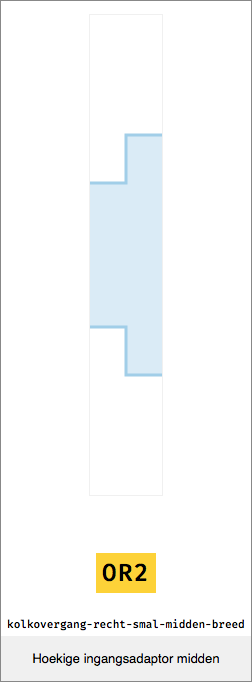 OR2
kolkovergang-recht-smal-midden-breed
Hoekige ingangsadaptor midden